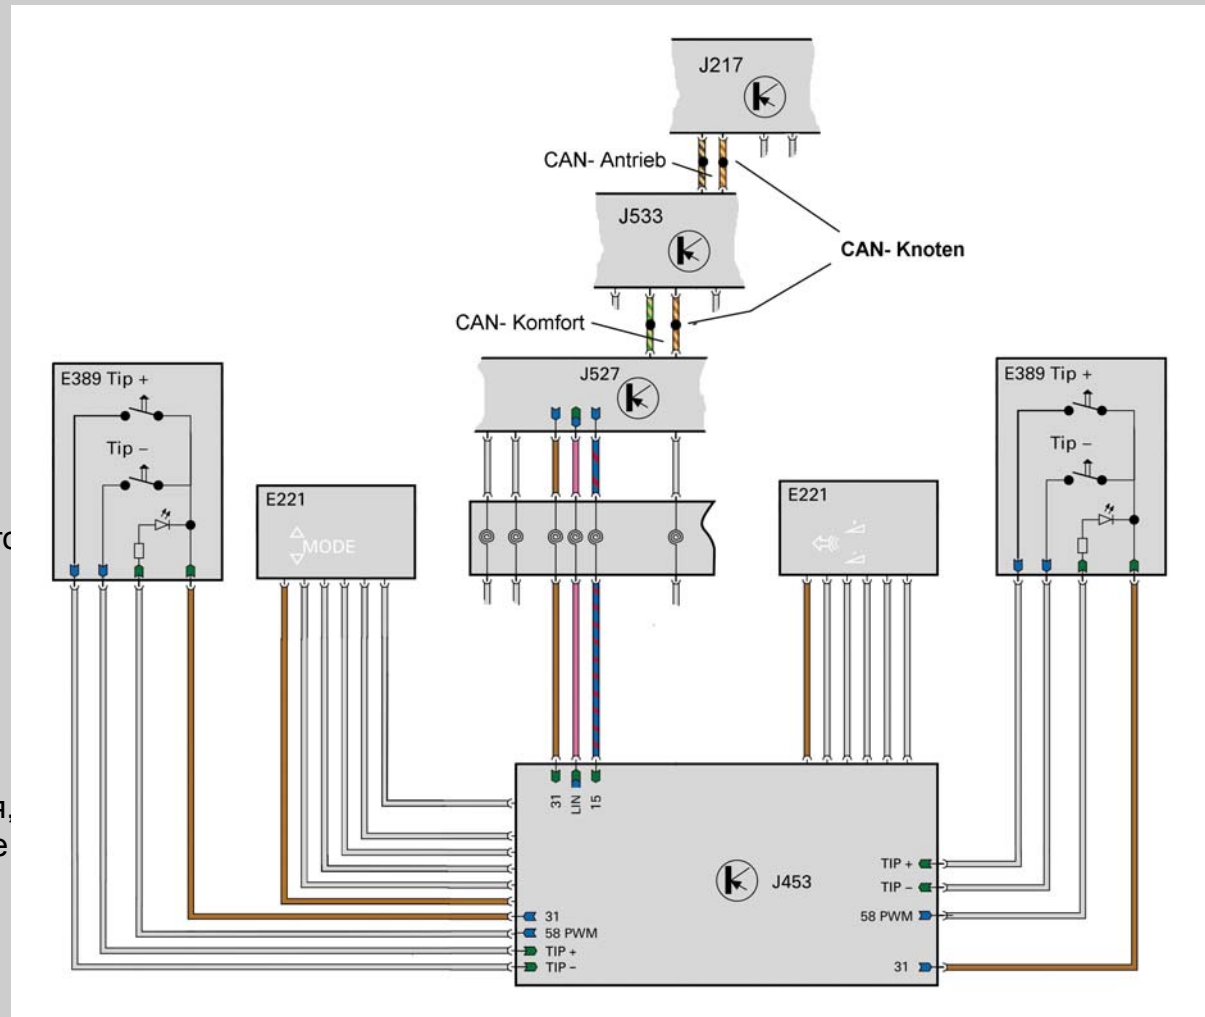 J217
CAN- Antrieb
J533
CAN- Knoten
CAN- Komfort
J527
E389 Tip +
Tip –
E221
MODE
E221
E389 Tip +
Tip –
31
LIN
15
J453
TIP +
TIP –
58 PWM
31
31
58 PWM
TIP +
TIP –
я,
е